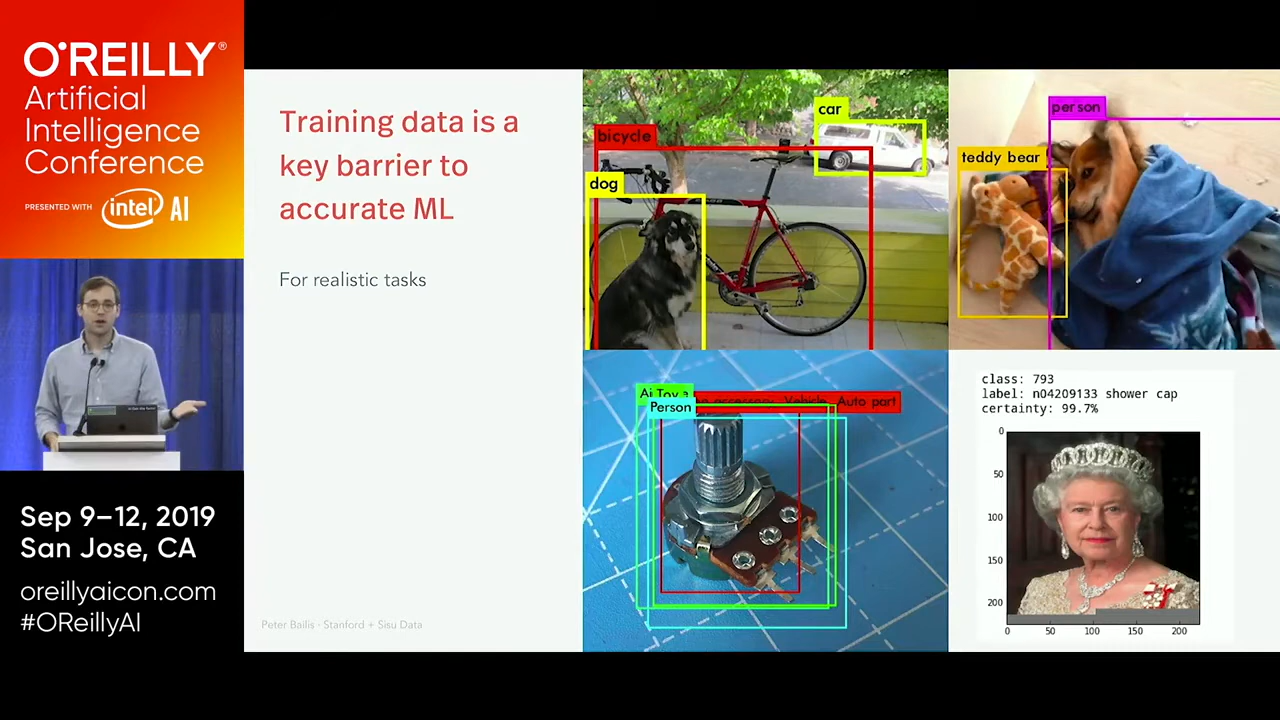 O'REILLY®
Artificial
Intelligence
Conference
PRESENTED WITH intel AI
Sep 9–12, 2019
San Jose, CA
oreillyaicon.com
#OReillyAI
Training data is a
key barrier to
accurate ML
For realistic tasks
Peter Bailis · Stanford + Sisu Data
bicycle
dog
car
person
teddy bear
Toy
Person
accessory Vehicle Auto part
class: 793
label: n04209133 shower cap
certainty: 99.7%
0
50
100
150
200
0 50 100 150 200